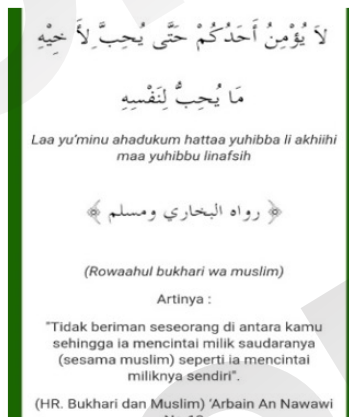 لاَ يُؤْمِنُ أَحَدُكُمْ حَتَّى يُحِبَّ ِلأَ خِيْهِ
مَا يُحِبُّ لِنَفْسِهِ
Laa yu'minu ahadukum hattaa yuhibba li akhiihi
maa yuhibbu linafsih
﴿ رواه البخاري ومسلم ﴾
(Rowaahul bukhari wa muslim)
Artinya :
"Tidak beriman seseorang di antara kamu
sehingga ia mencintai milik saudaranya
(sesama muslim) seperti ia mencintai
miliknya sendiri".
(HR. Bukhari dan Muslim) 'Arbain An Nawawi